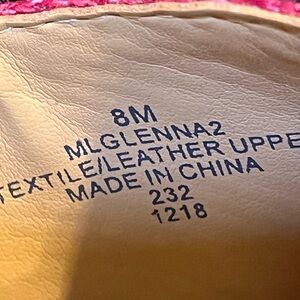 8M
MLGLENNA2
TEXTILE/LEATHER UPPE
MADE IN CHINA
232
1218